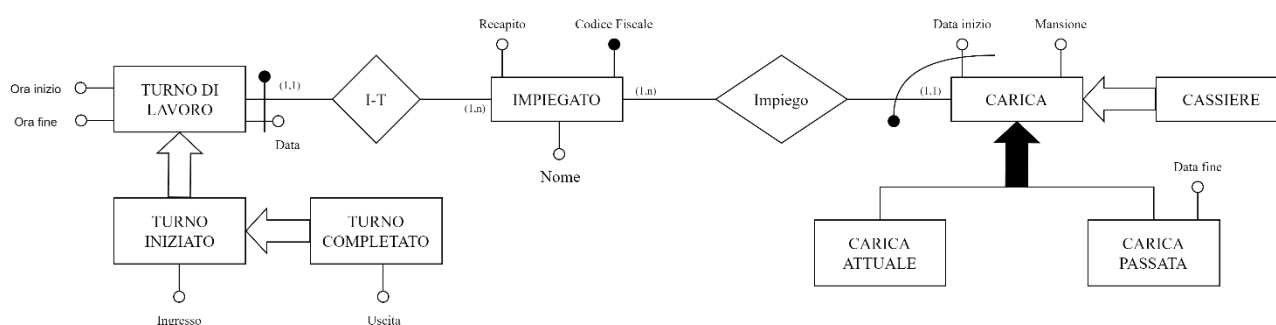 Recapito
Codice Fiscale
Data inizio
Mansione
Ora inizio
TURNO DI
LAVORO
(1,1)
I-T
(1,n)
IMPIEGATO
(1,n)
Impiego
(1,1)
CARICA
CASSIERE
Ora fine
Data
Nome
Data fine
TURNO
INIZIATO
TURNO
COMPLETATO
CARICA
ATTUALE
CARICA
PASSATA
Ingresso
Uscita